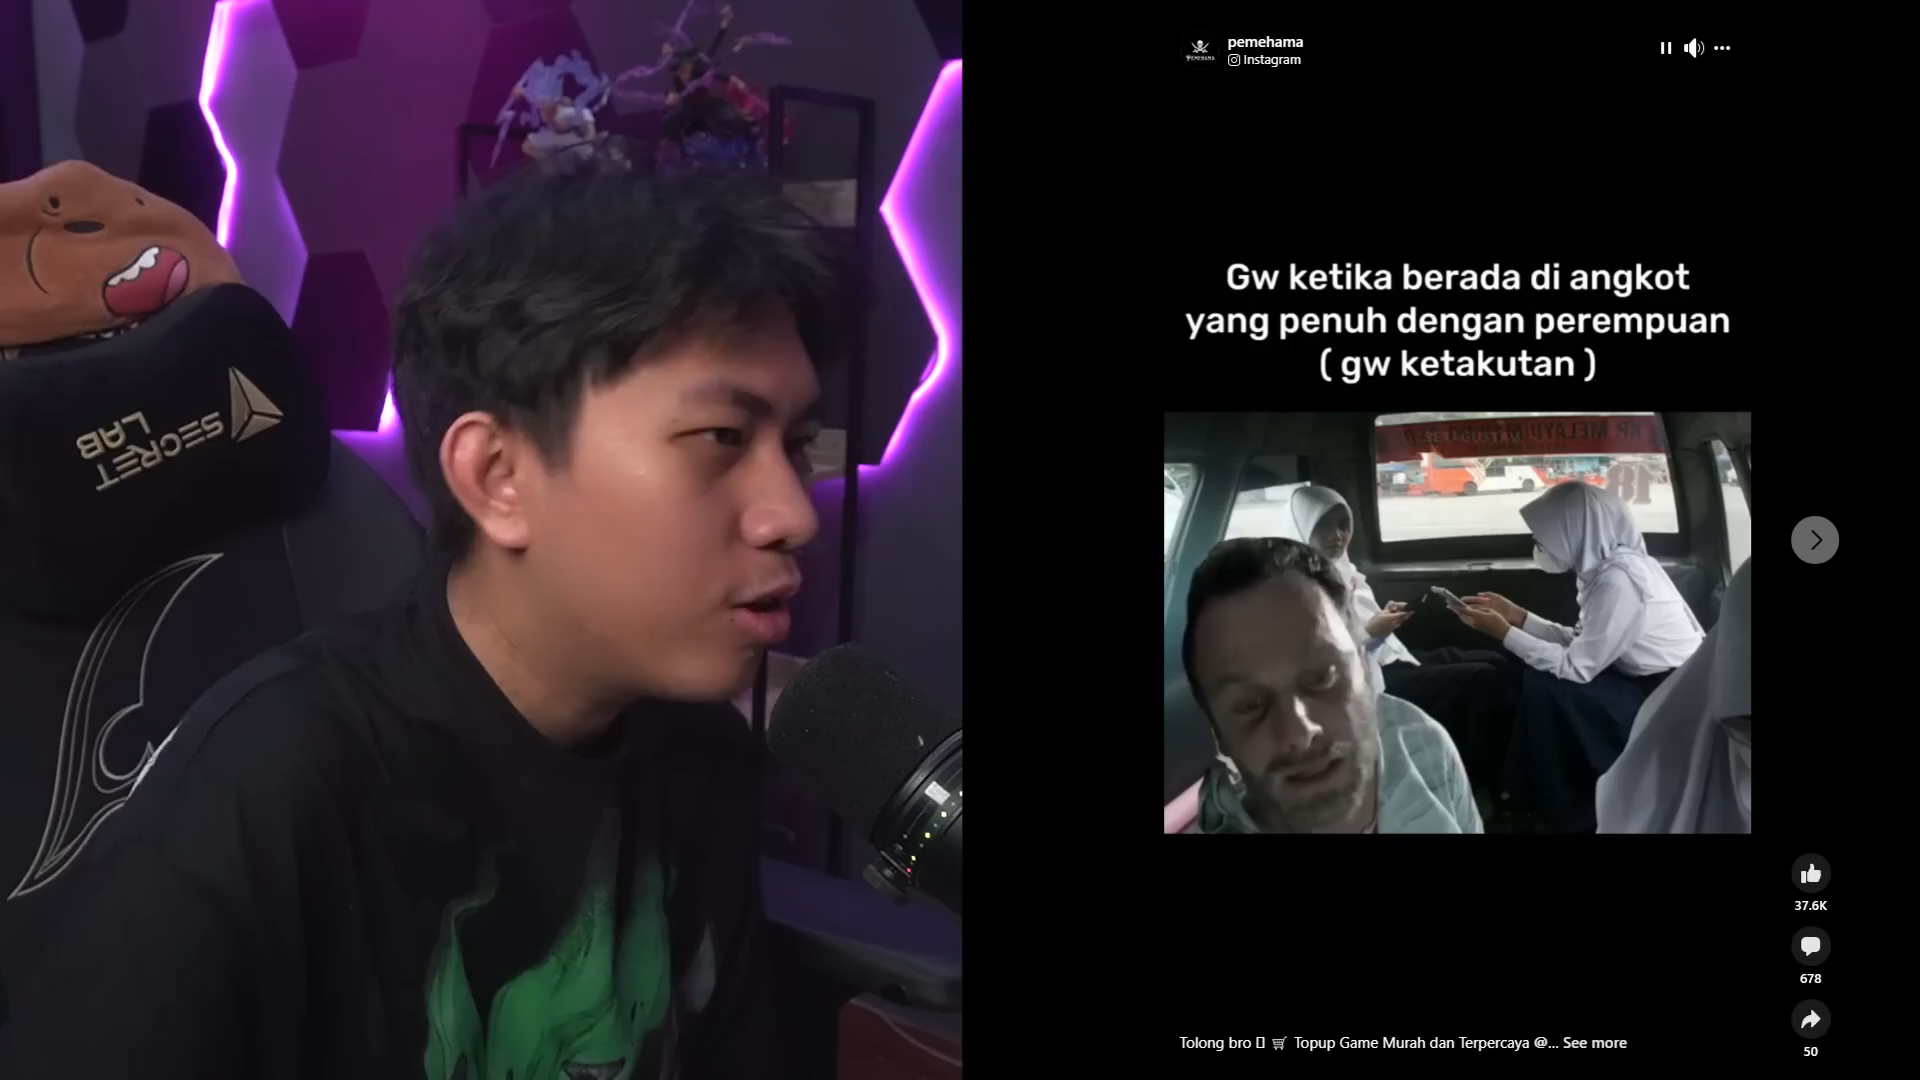 pemehama
Instagram
Gw ketika berada di angkot
yang penuh dengan perempuan
( gw ketakutan )
SECRET
LAB
37.6K
678
50
Tolong bro 🛒 Topup Game Murah dan Terpercaya @... See more